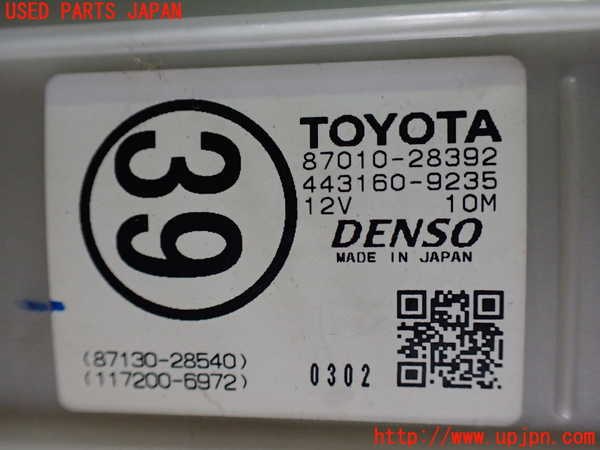 USED PARTS JAPAN
39
TOYOTA
87010-28392
443160-9235
12V 10M
DENSO
MADE IN JAPAN
(87130-28540)
(117200-6972)
0302
http://www.upjpn.com/